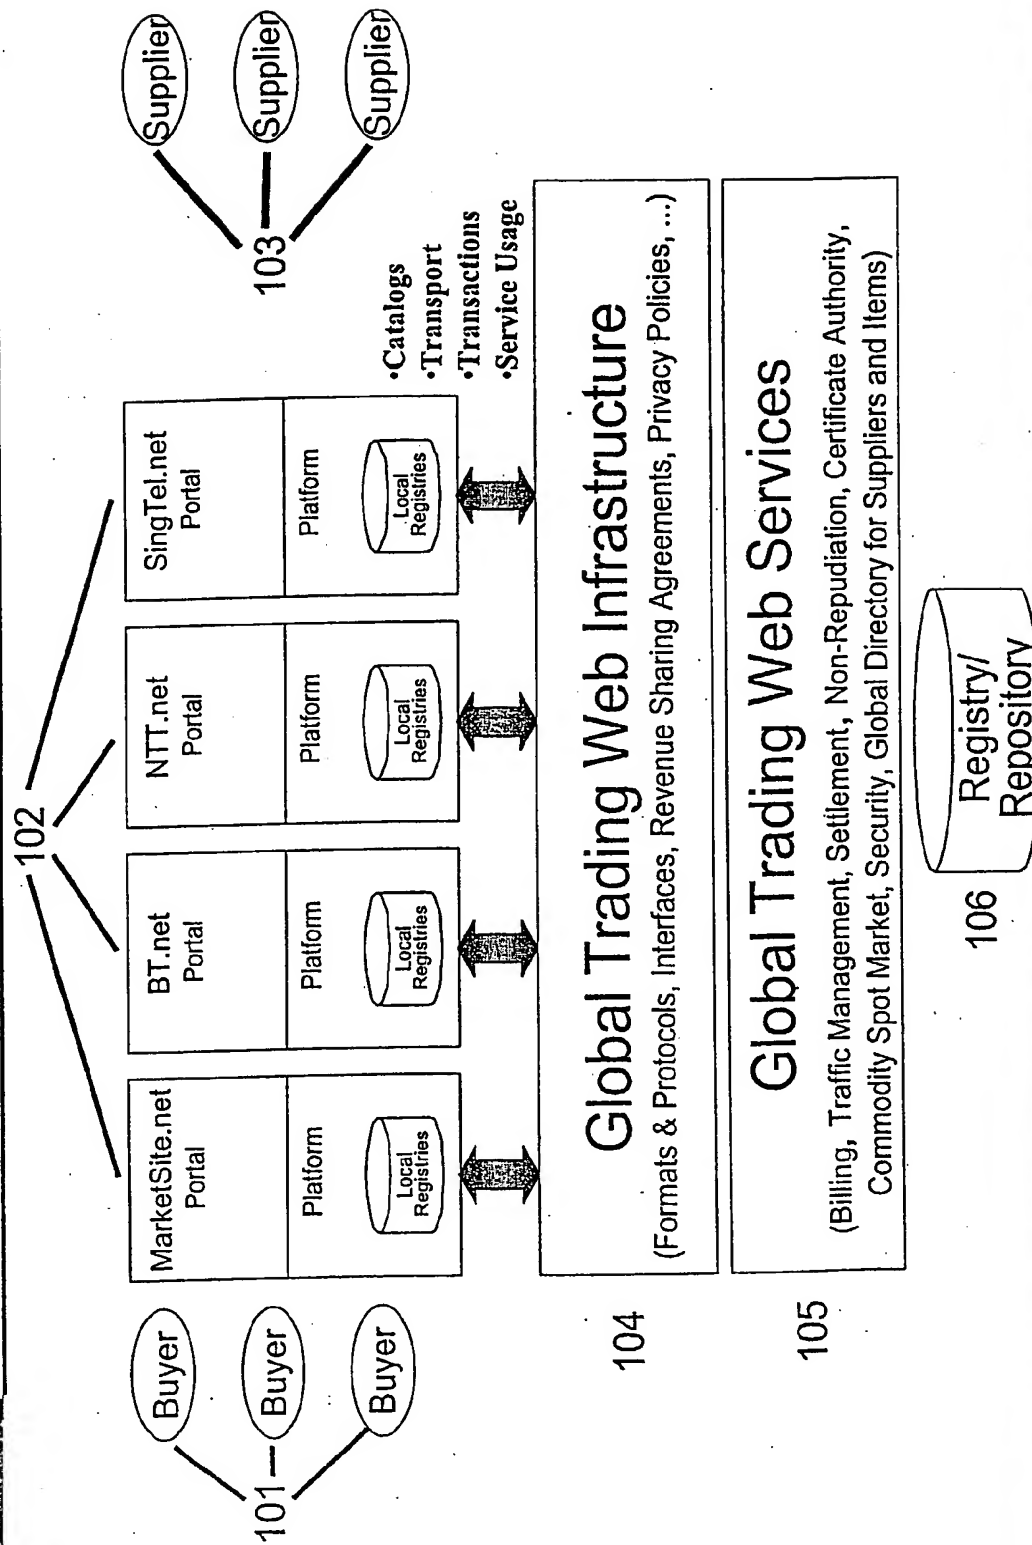 102
101
Buyer
Buyer
Buyer
MarketSite.net
Portal
Platform
Local
Registries
BT.net
Portal
Platform
Local
Registries
NTT.net
Portal
Platform
Local
Registries
SingTel.net
Portal
Platform
Local
Registries
103
Supplier
Supplier
Supplier
•Catalogs
•Transport
•Transactions
•Service Usage
104
Global Trading Web Infrastructure
(Formats & Protocols, Interfaces, Revenue Sharing Agreements, Privacy Policies, ...)
105
Global Trading Web Services
(Billing, Traffic Management, Settlement, Non-Repudiation, Certificate Authority,
Commodity Spot Market, Security, Global Directory for Suppliers and Items)
106
Registry/
Repository